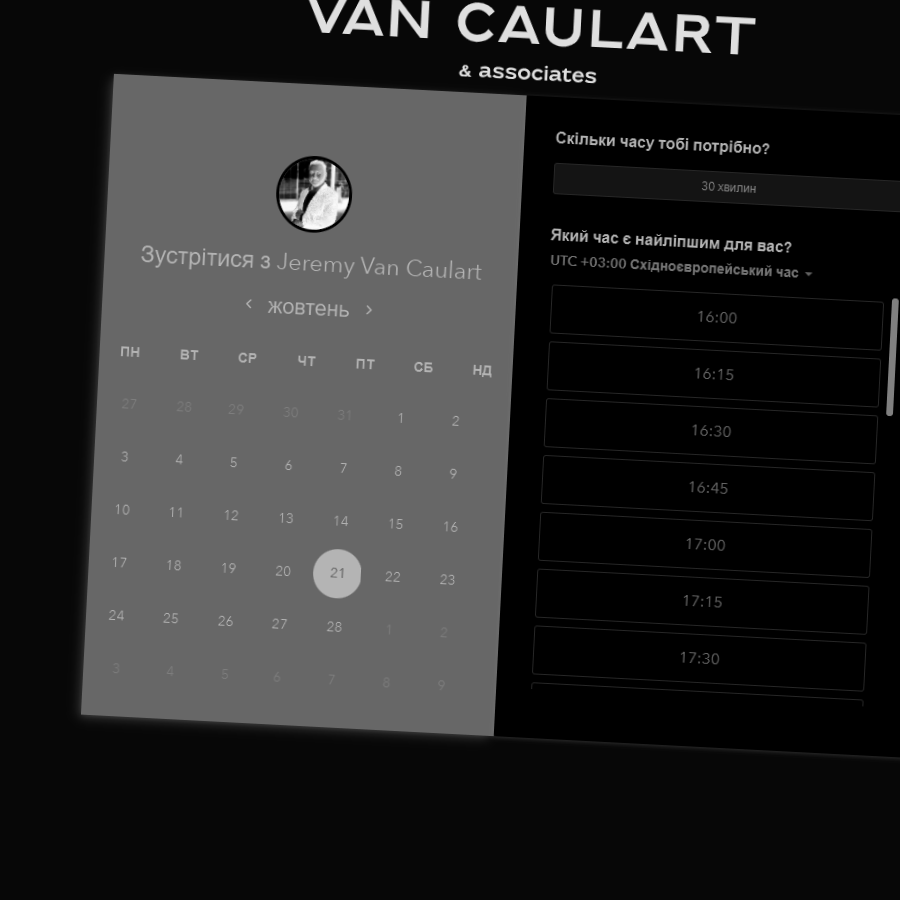 VAN CAULART
& associates
Зустрітися з Jeremy Van Caulart
жовтень
ПН ВТ СР ЧТ ПТ СБ НД
27 28 29 30 31 1 2
3 4 5 6 7 8 9
10 11 12 13 14 15 16
17 18 19 20 21 22 23
24 25 26 27 28 1 2
3 4 5 6 7 8 9
Скільки часу тобі потрібно?
30 хвилин
Який час є найліпшим для вас?
UTC +03:00 Східноєвропейський час
16:00
16:15
16:30
16:45
17:00
17:15
17:30